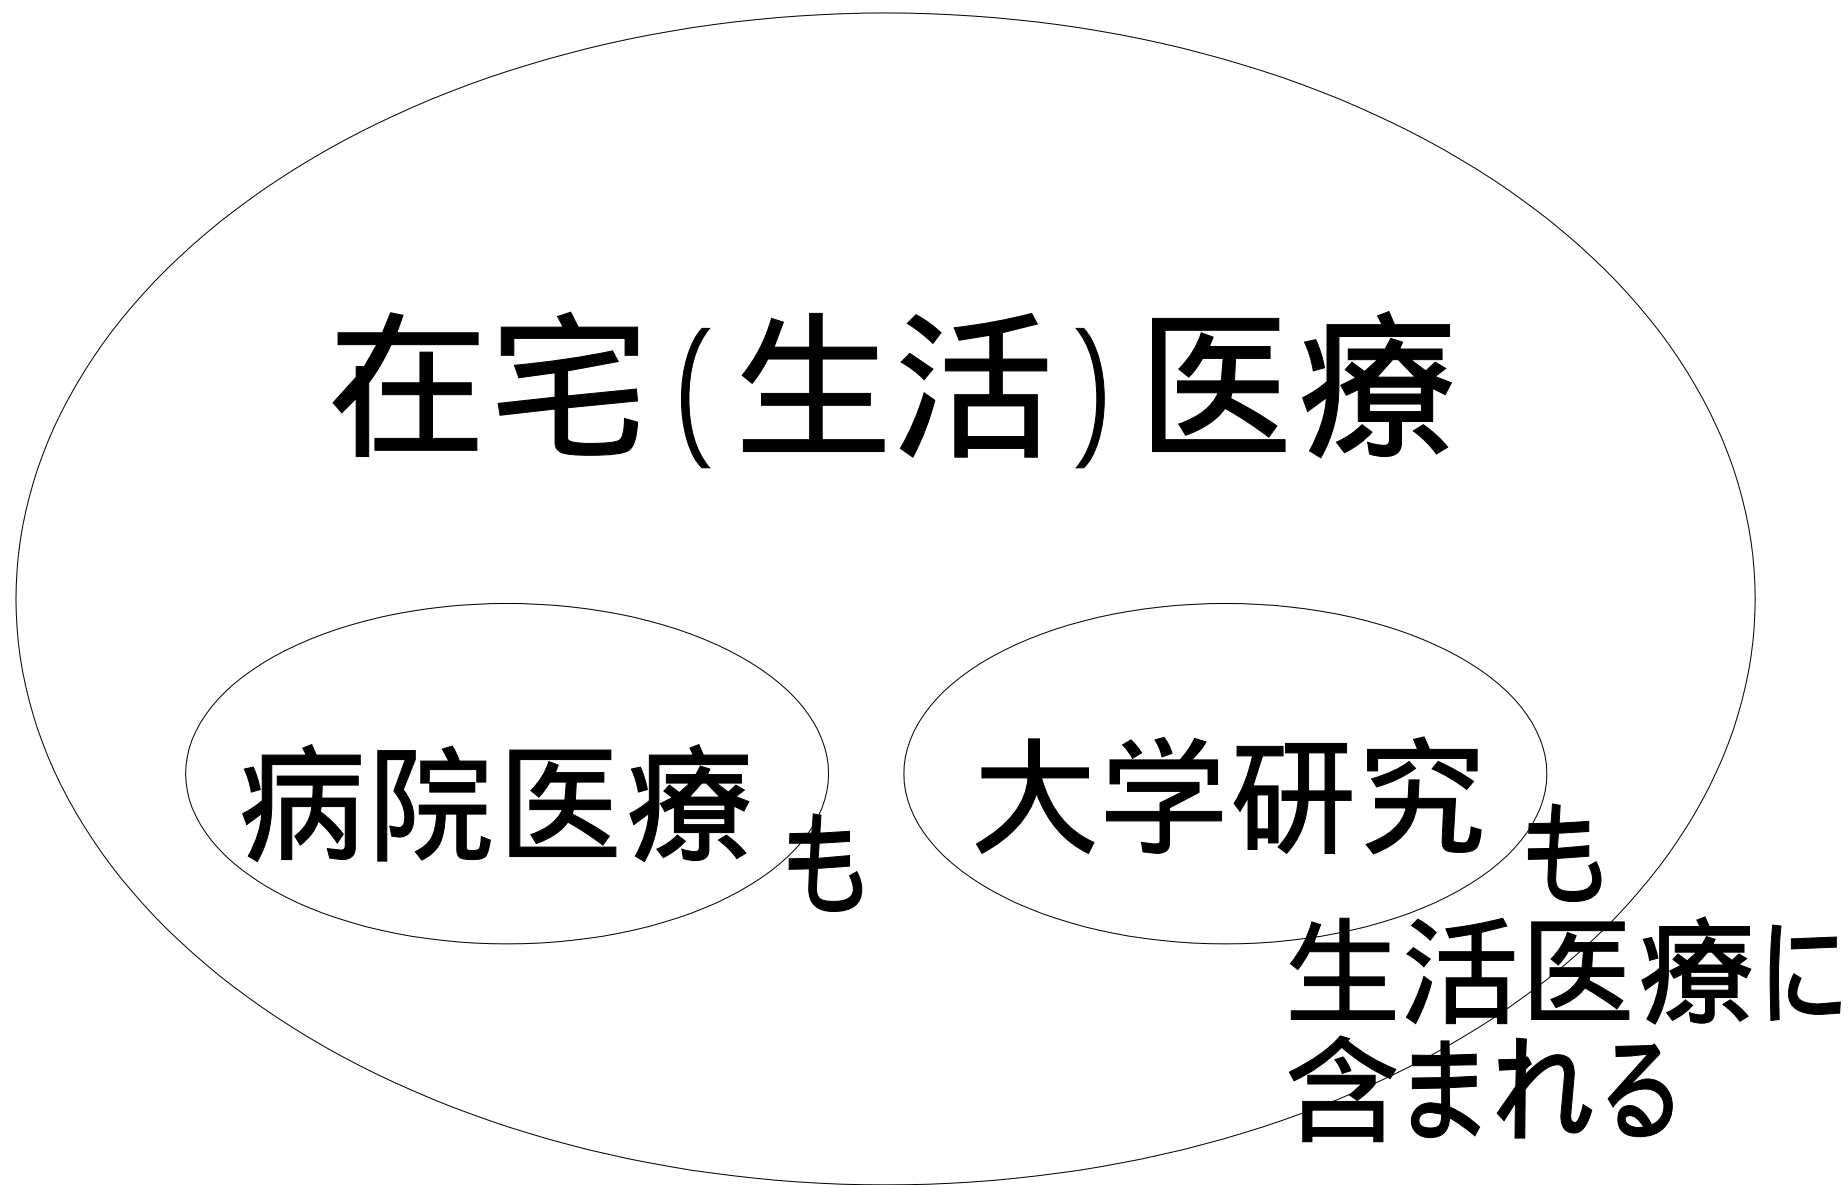 在宅(生活)医療
病院医療も
大学研究も
生活医療に
含まれる